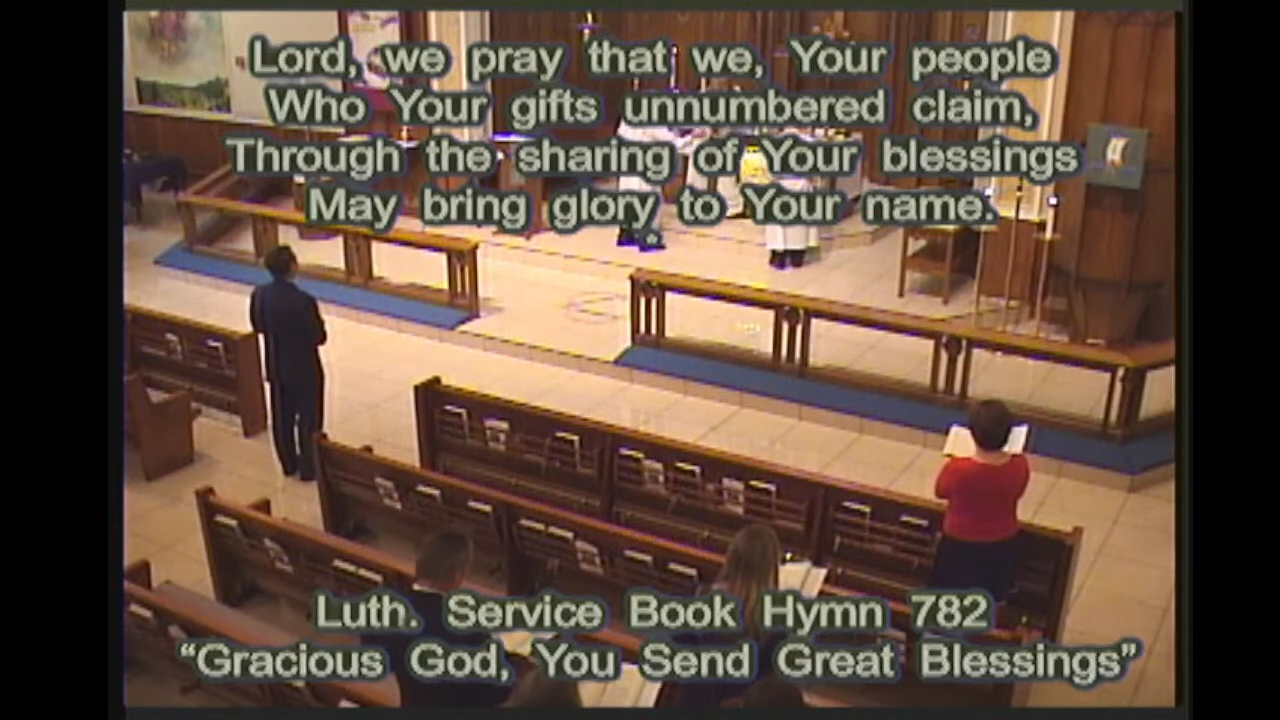 Lord, we pray that we, Your people
Who Your gifts unnumbered claim,
Through the sharing of Your blessings
May bring glory to Your name.
Luth. Service Book Hymn 782
“Gracious God, You Send Great Blessings”